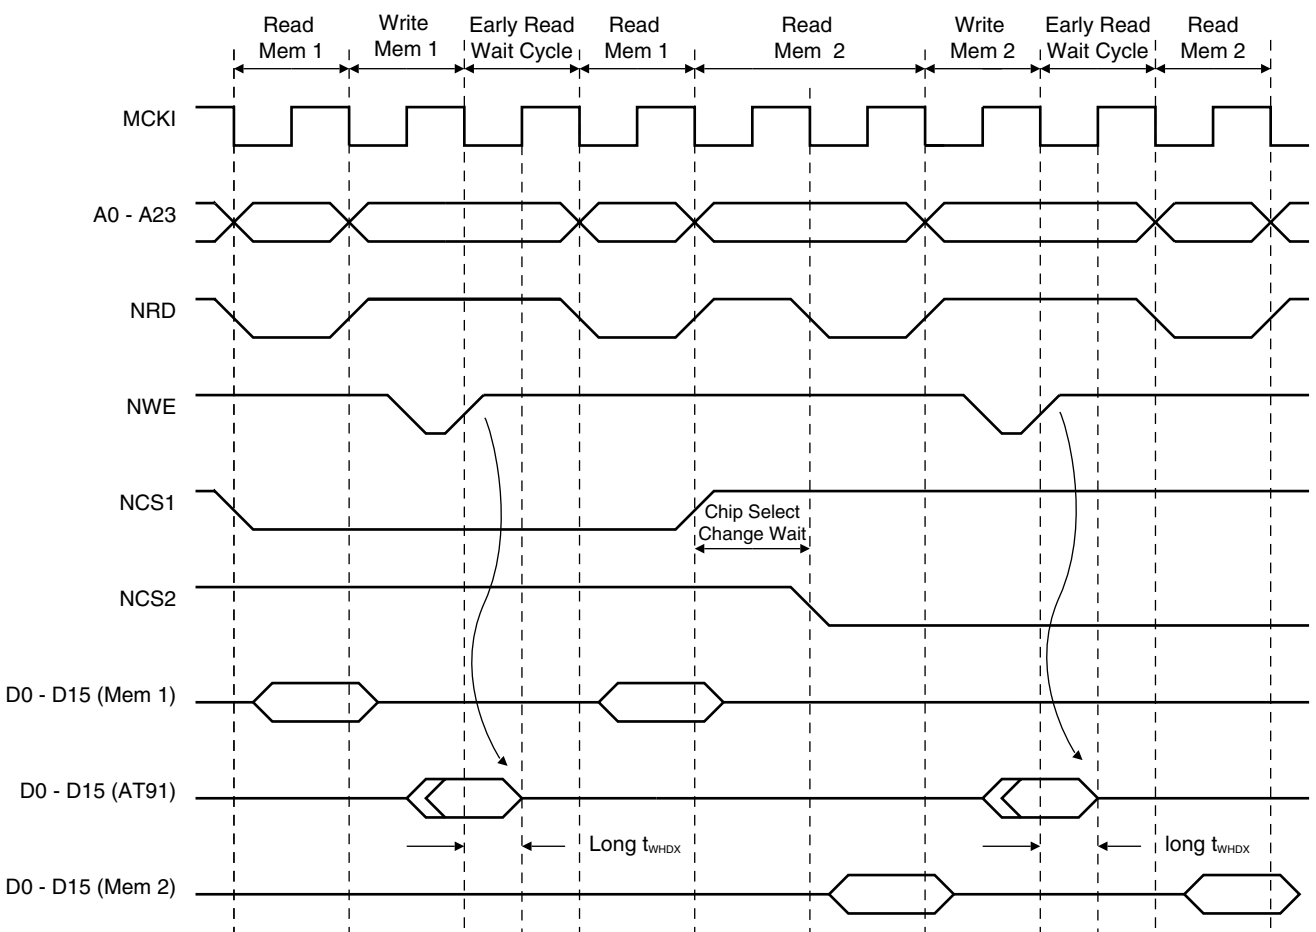 Read
Mem 1
Write
Mem 1
Early Read
Wait Cycle
Read
Mem 1
Read
Mem 2
Write
Mem 2
Early Read
Wait Cycle
Read
Mem 2
MCKI
A0 - A23
NRD
NWE
NCS1
Chip Select
Change Wait
NCS2
D0 - D15 (Mem 1)
D0 - D15 (AT91)
Long tWHDX
long tWHDX
D0 - D15 (Mem 2)